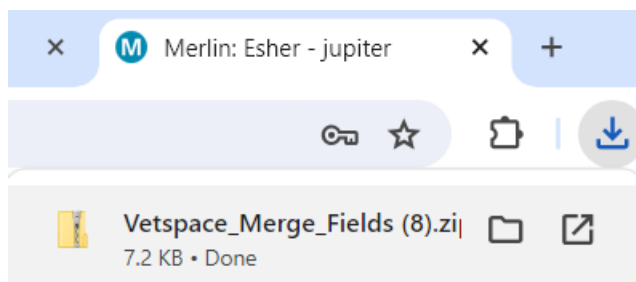 M Merlin: Esher - jupiter
Vetspace_Merge_Fields (8).zi
7.2 KB • Done